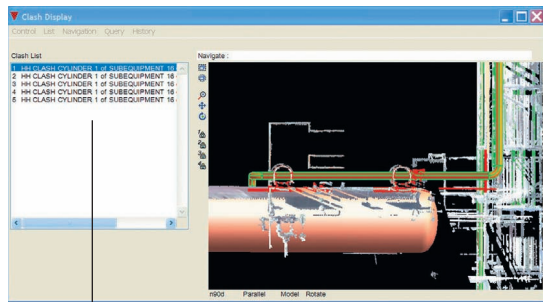 Clash Display
Control List Navigation Query History
Clash List
Navigate :
1 HH CLASH CYLINDER 1 of SUBEQUIPMENT 16
2 HH CLASH CYLINDER 1 of SUBEQUIPMENT 16
3 HH CLASH CYLINDER 1 of SUBEQUIPMENT 16
4 HH CLASH CYLINDER 1 of SUBEQUIPMENT 16
5 HH CLASH CYLINDER 1 of SUBEQUIPMENT 16
n90d Parallel Model Rotate